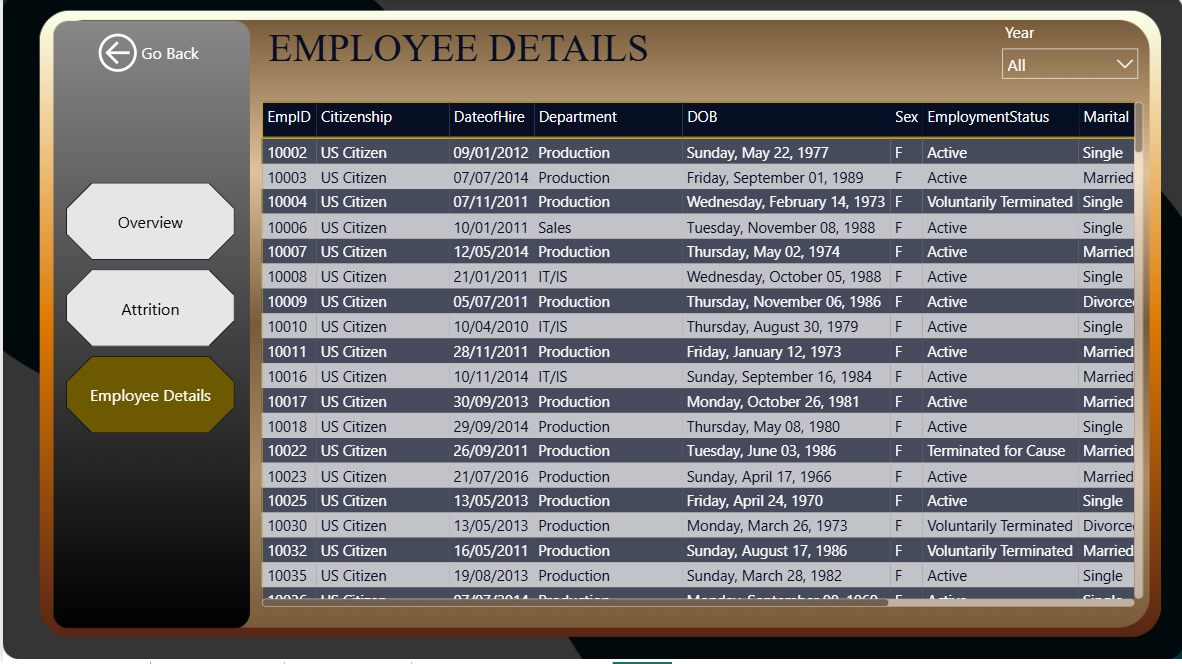 Go Back
EMPLOYEE DETAILS
Year
All
Overview
Attrition
Employee Details
EmpID Citizenship DateofHire Department DOB Sex EmploymentStatus Marital
10002 US Citizen 09/01/2012 Production Sunday, May 22, 1977 F Active Single
10003 US Citizen 07/07/2014 Production Friday, September 01, 1989 F Active Married
10004 US Citizen 07/11/2011 Production Wednesday, February 14, 1973 F Voluntarily Terminated Single
10006 US Citizen 10/01/2011 Sales Tuesday, November 08, 1988 F Active Single
10007 US Citizen 12/05/2014 Production Thursday, May 02, 1974 F Active Married
10008 US Citizen 21/01/2011 IT/IS Wednesday, October 05, 1988 F Active Single
10009 US Citizen 05/07/2011 Production Thursday, November 06, 1986 F Active Divorce
10010 US Citizen 10/04/2010 IT/IS Thursday, August 30, 1979 F Active Single
10011 US Citizen 28/11/2011 Production Friday, January 12, 1973 F Active Married
10016 US Citizen 10/11/2014 IT/IS Sunday, September 16, 1984 F Active Married
10017 US Citizen 30/09/2013 Production Monday, October 26, 1981 F Active Married
10018 US Citizen 29/09/2014 Production Thursday, May 08, 1980 F Active Single
10022 US Citizen 26/09/2011 Production Tuesday, June 03, 1986 F Terminated for Cause Married
10023 US Citizen 21/07/2016 Production Sunday, April 17, 1966 F Active Married
10025 US Citizen 13/05/2013 Production Friday, April 24, 1970 F Active Single
10030 US Citizen 13/05/2013 Production Monday, March 26, 1973 F Voluntarily Terminated Divorce
10032 US Citizen 16/05/2011 Production Sunday, August 17, 1986 F Voluntarily Terminated Married
10035 US Citizen 19/08/2013 Production Sunday, March 28, 1982 F Active Single